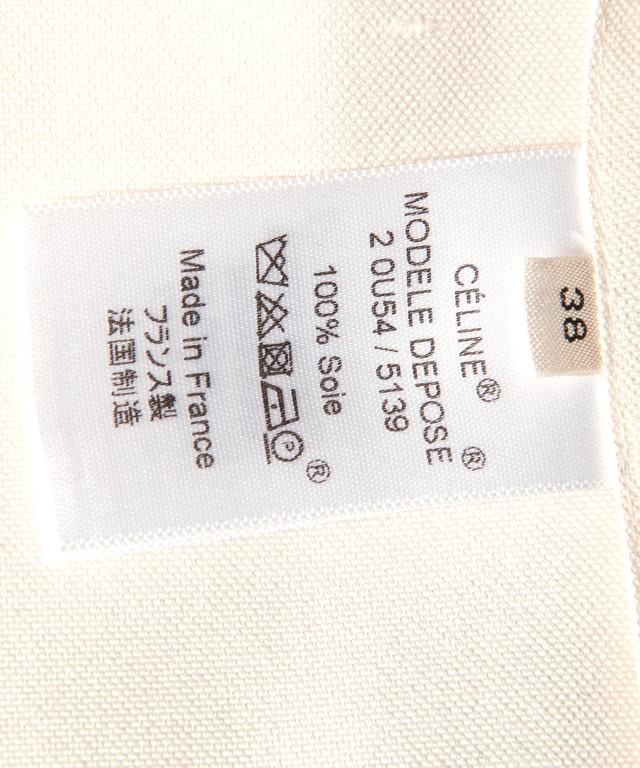 38
CÉLINE®
MODELE DEPOSE®
2 0U54 / 5139
100% Soie
®
Made in France
フランス製
法国制造